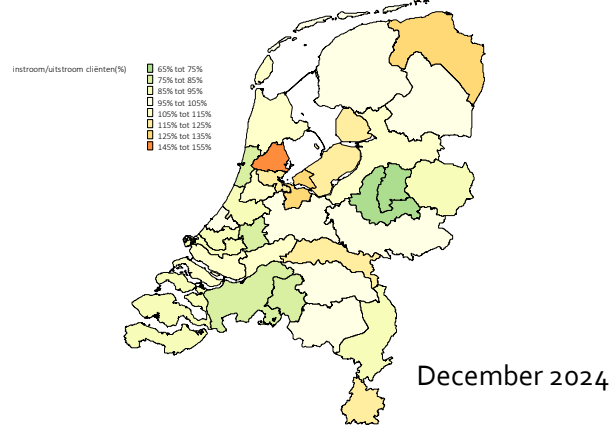 instroom/uitstroom cliënten(%)
65% tot 75%
75% tot 85%
85% tot 95%
95% tot 105%
105% tot 115%
115% tot 125%
125% tot 135%
145% tot 155%
December 2024